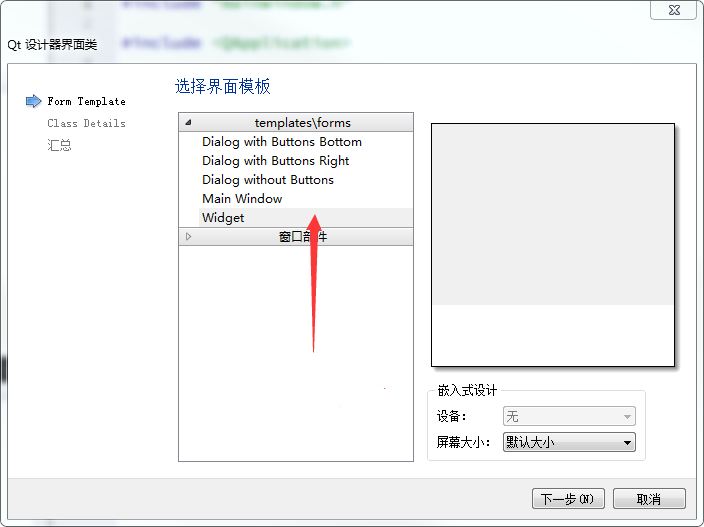 #include <QApplication>
Qt 设计器界面类
Form Template
Class Details
汇总
选择界面模板
templates\forms
Dialog with Buttons Bottom
Dialog with Buttons Right
Dialog without Buttons
Main Window
Widget
窗口部件
嵌入式设计
设备：
无
屏幕大小：
默认大小
下一步(N)
取消